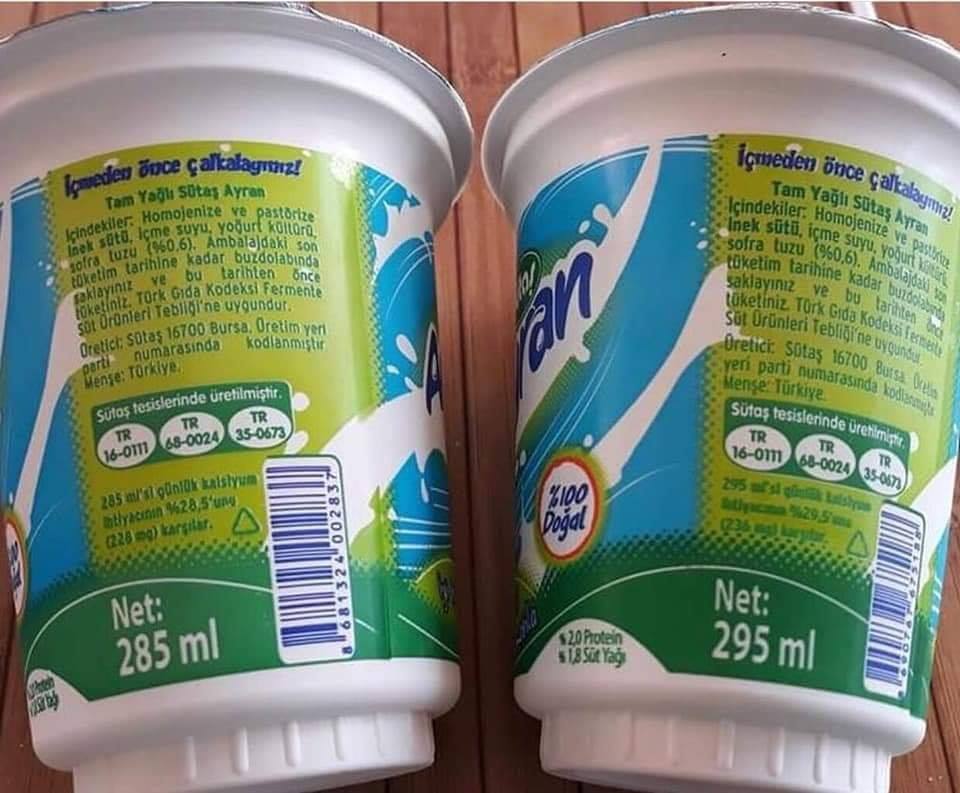 İçmeden önce çalkalayınız!
Tam Yağlı Sütaş Ayran
İçindekiler: Homojenize ve pastörize
inek sütü, içme suyu, yoğurt kültürü,
sofra tuzu (%0.6). Ambalajdaki son
tüketim tarihine kadar buzdolabında
saklayınız ve bu tarihten önce
tüketiniz. Türk Gıda Kodeksi Fermente
Süt Ürünleri Tebliği'ne uygundur.
Üretici: Sütaş 16700 Bursa. Üretim yeri
parti numarasında kodlanmıştır
Menşe: Türkiye.
Sütaş tesislerinde üretilmiştir.
TR
16-0111
TR
68-0024
TR
35-0673
285 ml'si günlük kalsiyum
ihtiyacının %28,5'unu
(228 mg) karşılar.
8 681324 002837
Net:
285 ml
Protein
Süt Yağı
İçmeden önce çalkalayınız!
Tam Yağlı Sütaş Ayran
İçindekiler: Homojenize ve pastörize
inek sütü, içme suyu, yoğurt kültürü,
sofra tuzu (%0,6). Ambalajdaki son
tüketim tarihine kadar buzdolabında
saklayınız ve bu tarihten önce
tüketiniz. Türk Gıda Kodeksi Fermente
Süt Ürünleri Tebliği'ne uygundur.
Üretici: Sütaş 16700 Bursa. Üretim
yeri parti numarasında kodlanmıştır
Menşe: Türkiye.
Sütaş tesislerinde üretilmiştir.
TR
16-0111
TR
68-0024
TR
35-0673
295 ml'si günlük kalsiyum
ihtiyacının %29,5'unu
(236 mg) karşılar.
%100
Doğal
%2,0 Protein
%1,8 Süt Yağı
Net:
295 ml